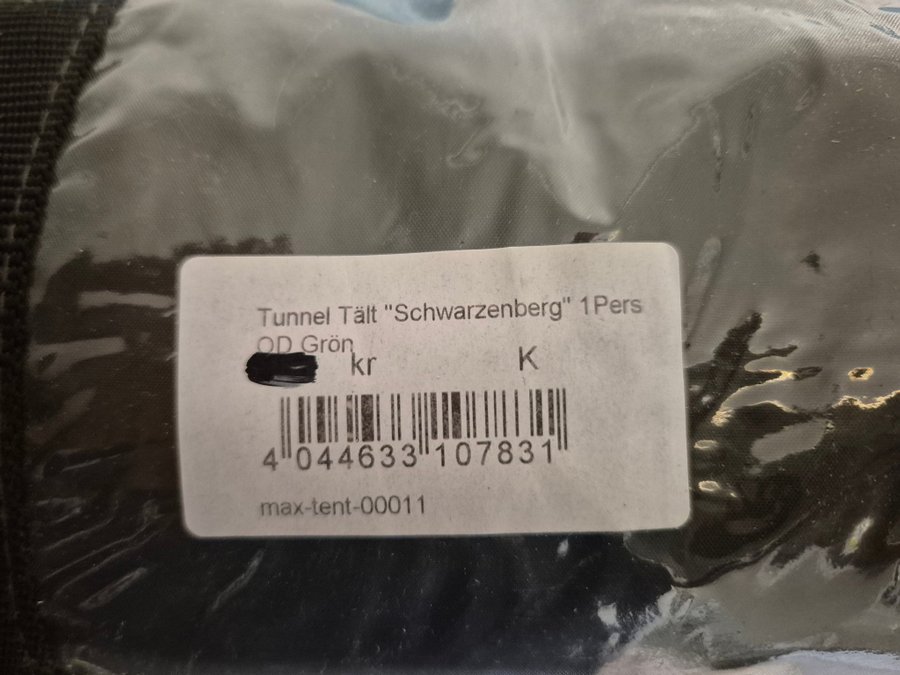 Tunnel Tält "Schwarzenberg" 1Pers
OD Grön
kr K
4 044633 107831
max-tent-00011